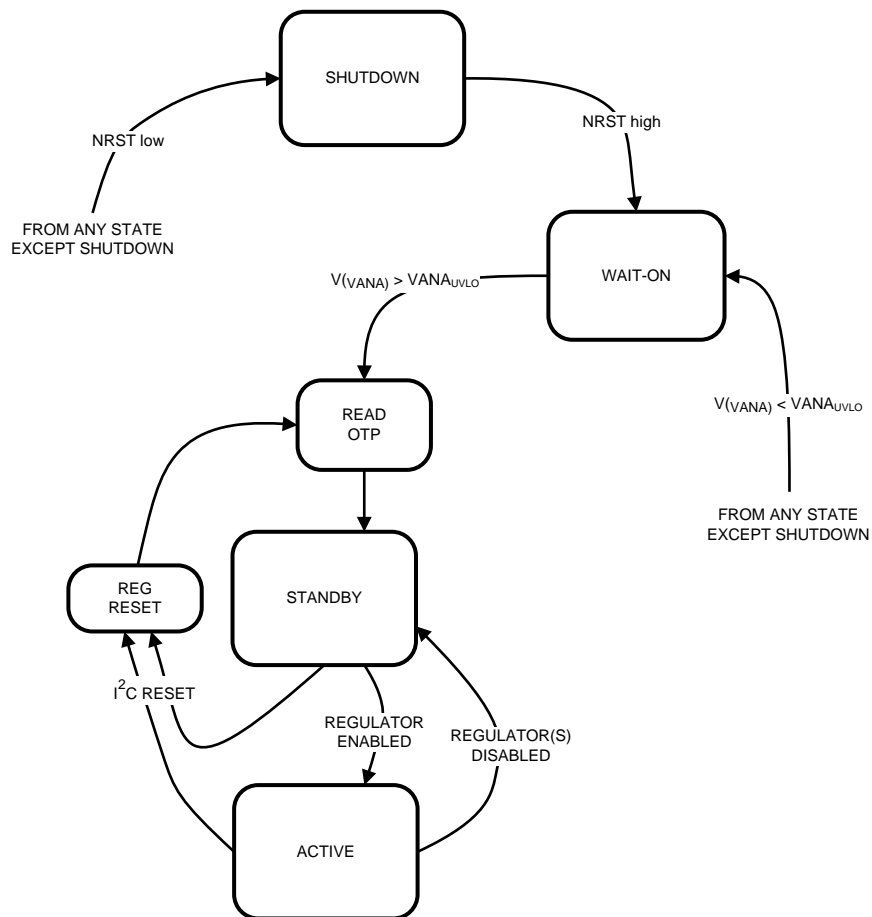 SHUTDOWN
NRST low
NRST high
FROM ANY STATE
EXCEPT SHUTDOWN
WAIT-ON
V(VANA) > VANAUVLO
READ
OTP
V(VANA) < VANAUVLO
FROM ANY STATE
EXCEPT SHUTDOWN
REG
RESET
STANDBY
I2C RESET
REGULATOR
ENABLED
REGULATOR(S)
DISABLED
ACTIVE